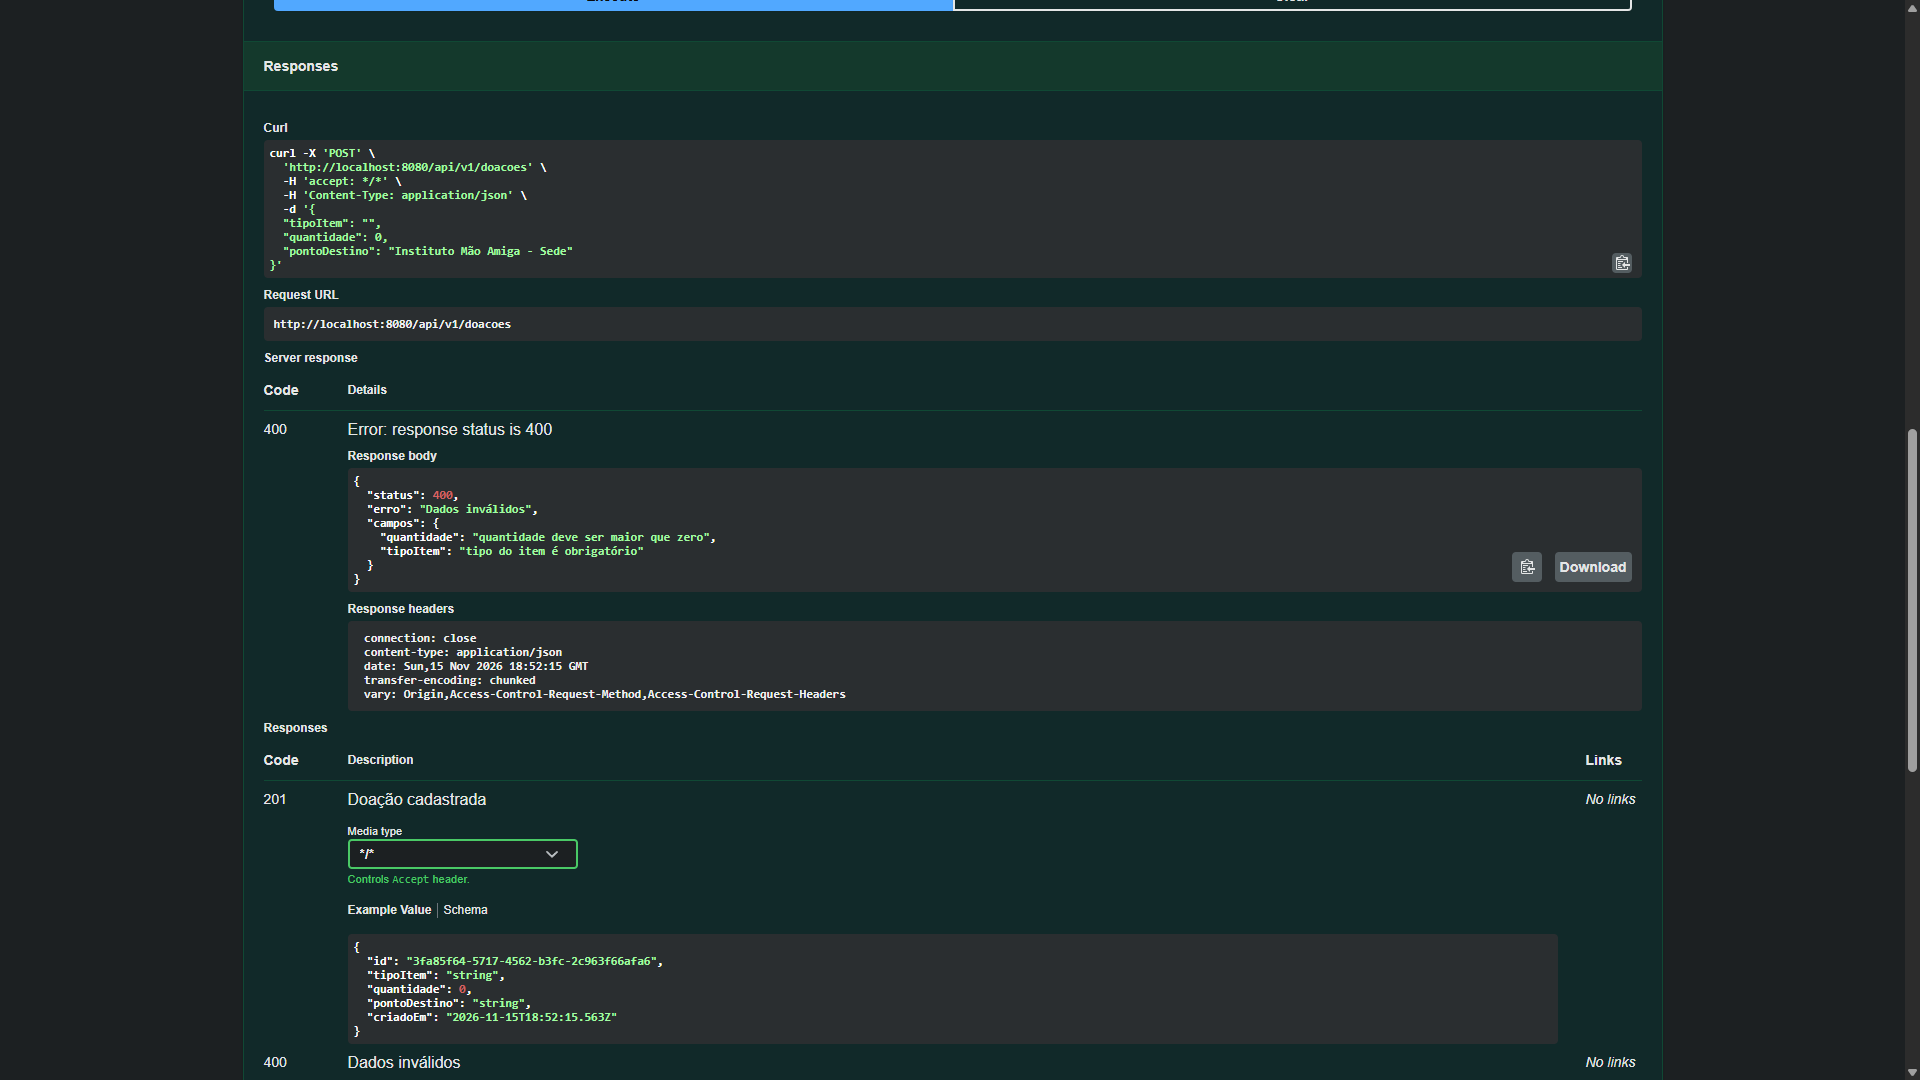 Execute
Clear
Responses
Curl
curl -X 'POST' \
'http://localhost:8080/api/v1/doacoes' \
-H 'accept: */*' \
-H 'Content-Type: application/json' \
-d '{
"tipoItem": "",
"quantidade": 0,
"pontoDestino": "Instituto Mão Amiga - Sede"
}'
Request URL
http://localhost:8080/api/v1/doacoes
Server response
Code Details
400 Error: response status is 400
Response body
{
"status": 400,
"erro": "Dados inválidos",
"campos": {
"quantidade": "quantidade deve ser maior que zero",
"tipoItem": "tipo do item é obrigatório"
}
}
Download
Response headers
connection: close
content-type: application/json
date: Sun,15 Nov 2026 18:52:15 GMT
transfer-encoding: chunked
vary: Origin,Access-Control-Request-Method,Access-Control-Request-Headers
Responses
Code Description Links
201 Doação cadastrada No links
Media type
*/*
Controls Accept header.
Example Value Schema
{
"id": "3fa85f64-5717-4562-b3fc-2c963f66afa6",
"tipoItem": "string",
"quantidade": 0,
"pontoDestino": "string",
"criadoEm": "2026-11-15T18:52:15.563Z"
}
400 Dados inválidos No links